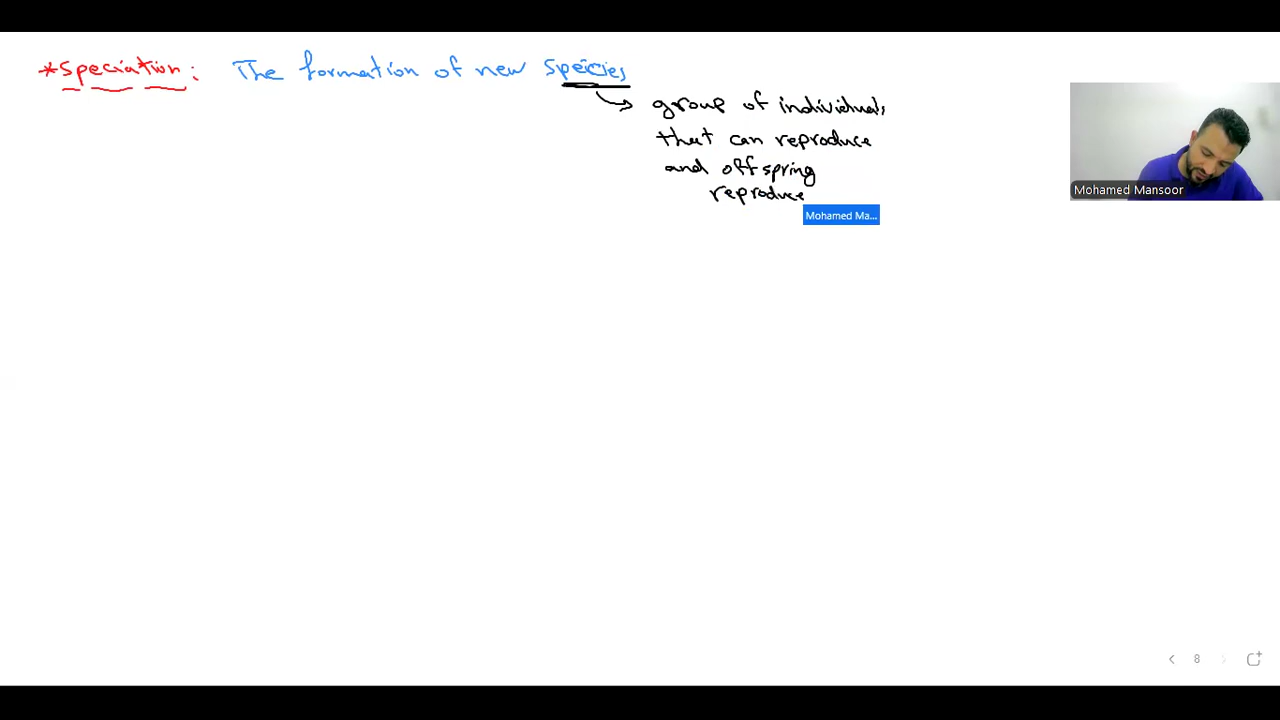 *Speciation: The formation of new species
group of individuals
that can reproduce
and offspring
reproduce
Mohamed Ma...
Mohamed Mansoor
8